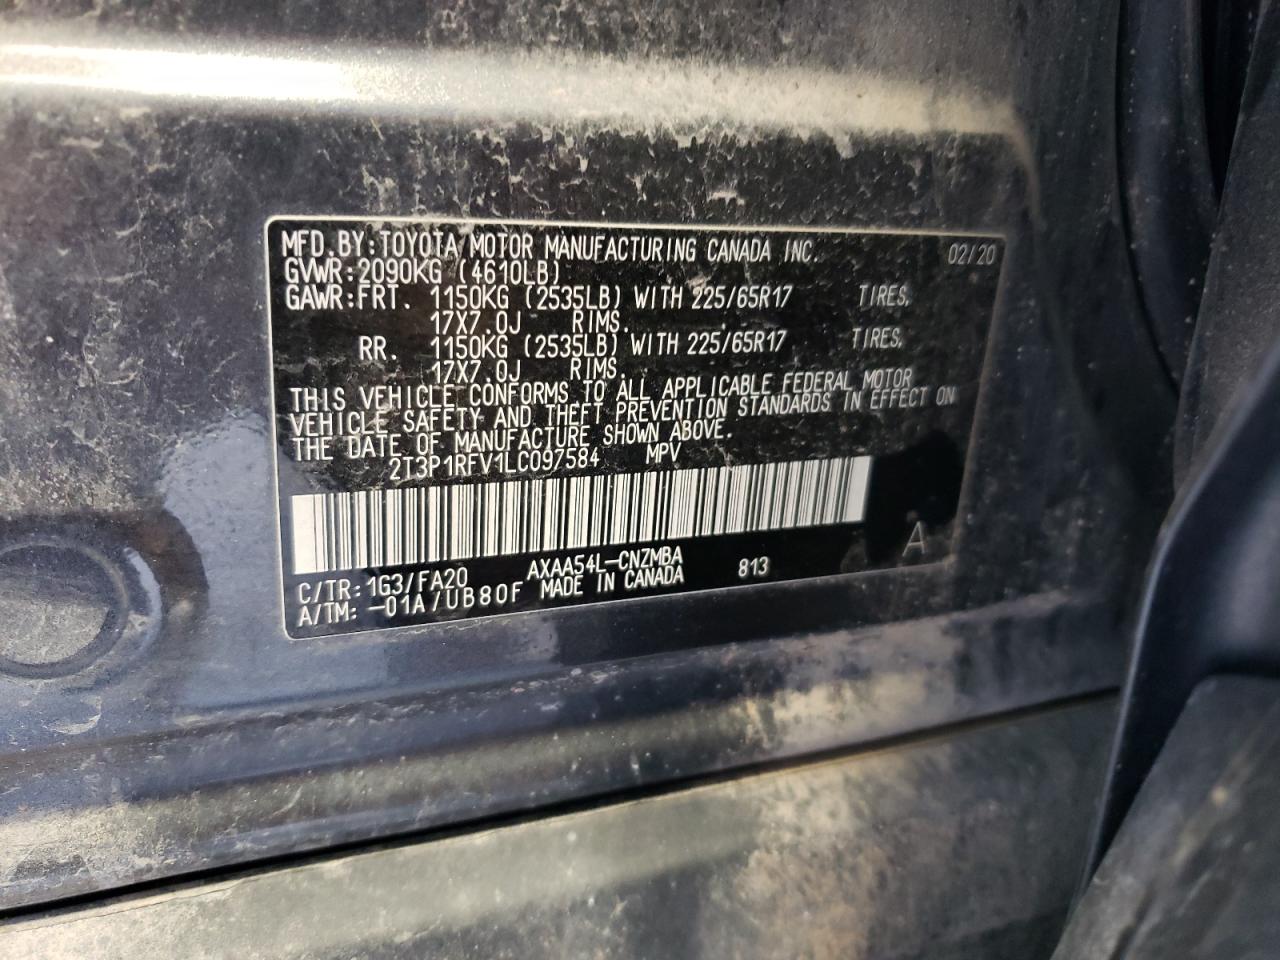 MFD.BY:TOYOTA MOTOR MANUFACTURING CANADA INC. 02/20
GVWR:2090KG (4610LB)
GAWR:FRT. 1150KG (2535LB) WITH 225/65R17 TIRES,
17X7.0J RIMS.
RR. 1150KG (2535LB) WITH 225/65R17 TIRES,
17X7.0J RIMS.
THIS VEHICLE CONFORMS TO ALL APPLICABLE FEDERAL MOTOR
VEHICLE SAFETY AND THEFT PREVENTION STANDARDS IN EFFECT ON
THE DATE OF MANUFACTURE SHOWN ABOVE.
2T3P1RFV1LC097584 MPV
C/TR:1G3/FA20 AXAA54L-CNZMBA 813 A
A/TM: -01A/UB80F MADE IN CANADA